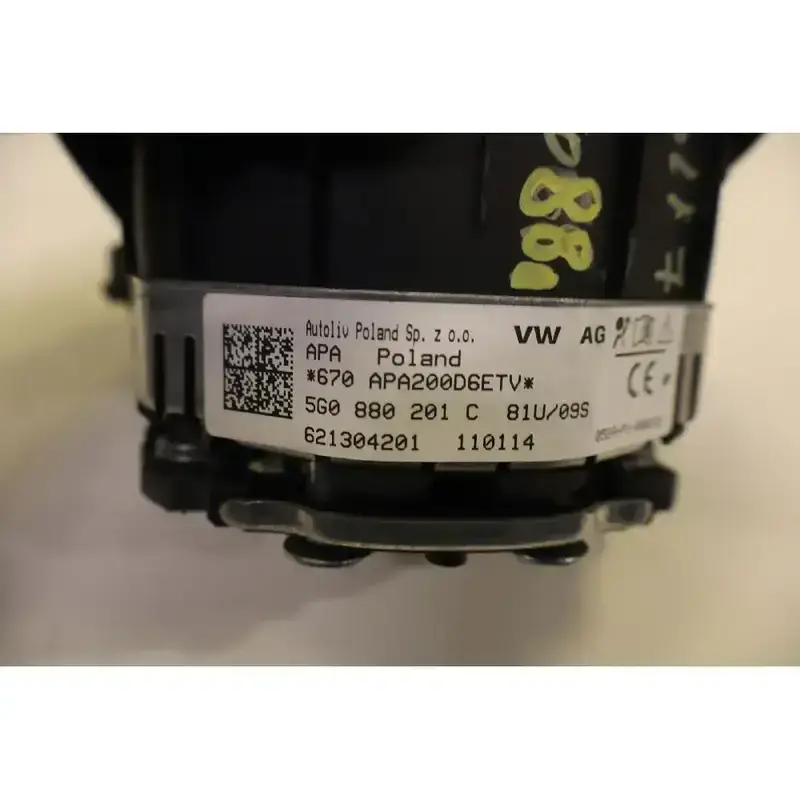 Autoliv Poland Sp. z o.o.
VW AG
APA Poland
*670 APA200D6ETV*
CE
5G0 880 201 C 81U/09S
621304201 110114